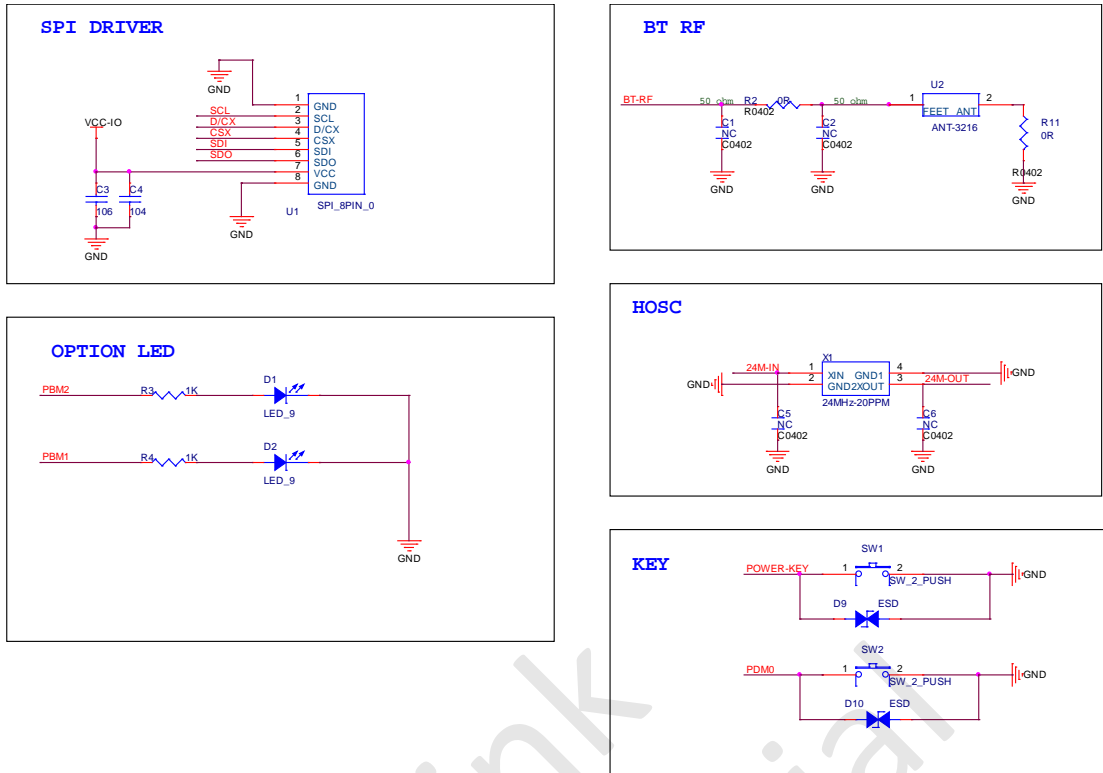 SPI DRIVER
GND
1 GND
SCL 2 SCL
D/CX 3 D/CX
CSX 4 CSX
SDI 5 SDI
SDO 6 SDO
7 VCC
8 GND
VCC-IO
C3
106
C4
104
U1 SPI_8PIN_0
GND
GND
OPTION LED
PBM2 R3 1K D1
LED_9
PBM1 R4 1K D2
LED_9
GND
BT RF
BT-RF 50 ohm R2 0R 50 ohm
R0402
C1
NC
C0402
GND
C2
NC
C0402
GND
U2
1 FEET ANT 2
ANT-3216
R11
0R
R0402
GND
HOSC
X1
24M-IN 1 XIN GND1 4 GND
GND 2 GND2 XOUT 3 24M-OUT
24MHz-20PPM
C5
NC
C0402
GND
C6
NC
C0402
GND
KEY
SW1
POWER-KEY 1 2 GND
SW_2_PUSH
D9 ESD
SW2
PDM0 1 2 GND
SW_2_PUSH
D10 ESD